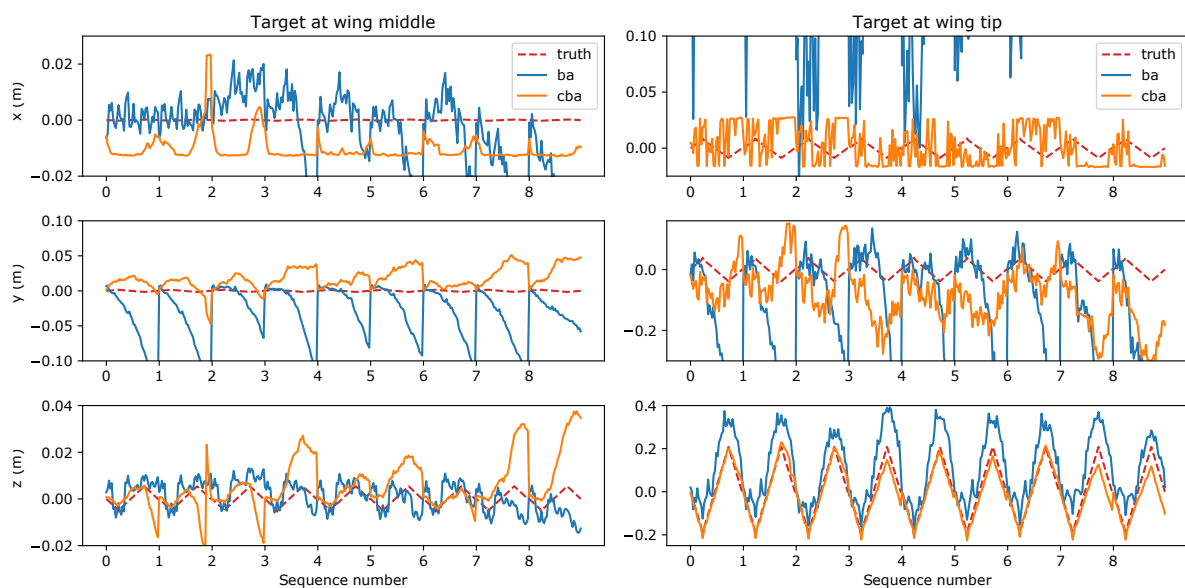 Target at wing middle
Target at wing tip
x (m)
0.02
0.00
−0.02
truth
ba
cba
0 1 2 3 4 5 6 7 8
0.10
0.05
0.00
truth
ba
cba
0 1 2 3 4 5 6 7 8
y (m)
0.10
0.05
0.00
−0.05
−0.10
0 1 2 3 4 5 6 7 8
0.0
−0.2
0 1 2 3 4 5 6 7 8
z (m)
0.04
0.02
0.00
−0.02
0 1 2 3 4 5 6 7 8
Sequence number
0.4
0.2
0.0
−0.2
0 1 2 3 4 5 6 7 8
Sequence number